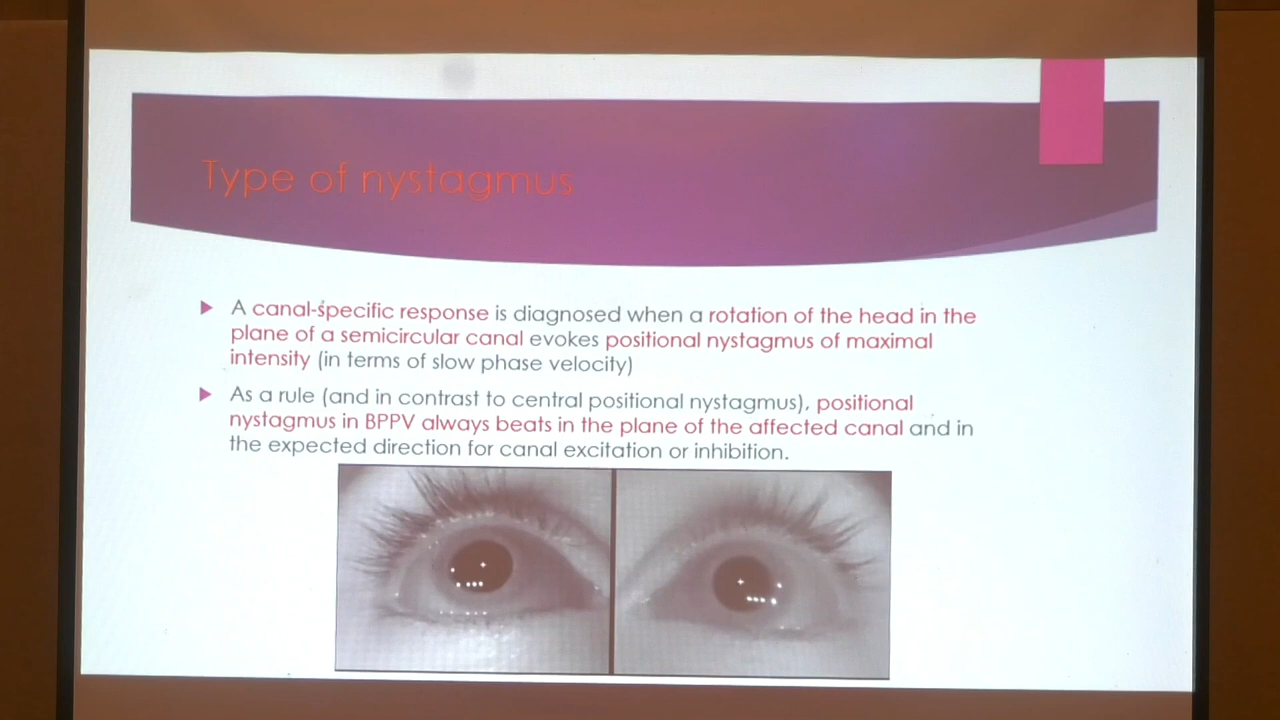 Type of nystagmus
A canal-specific response is diagnosed when a rotation of the head in the
plane of a semicircular canal evokes positional nystagmus of maximal
intensity (in terms of slow phase velocity)
As a rule (and in contrast to central positional nystagmus), positional
nystagmus in BPPV always beats in the plane of the affected canal and in
the expected direction for canal excitation or inhibition.